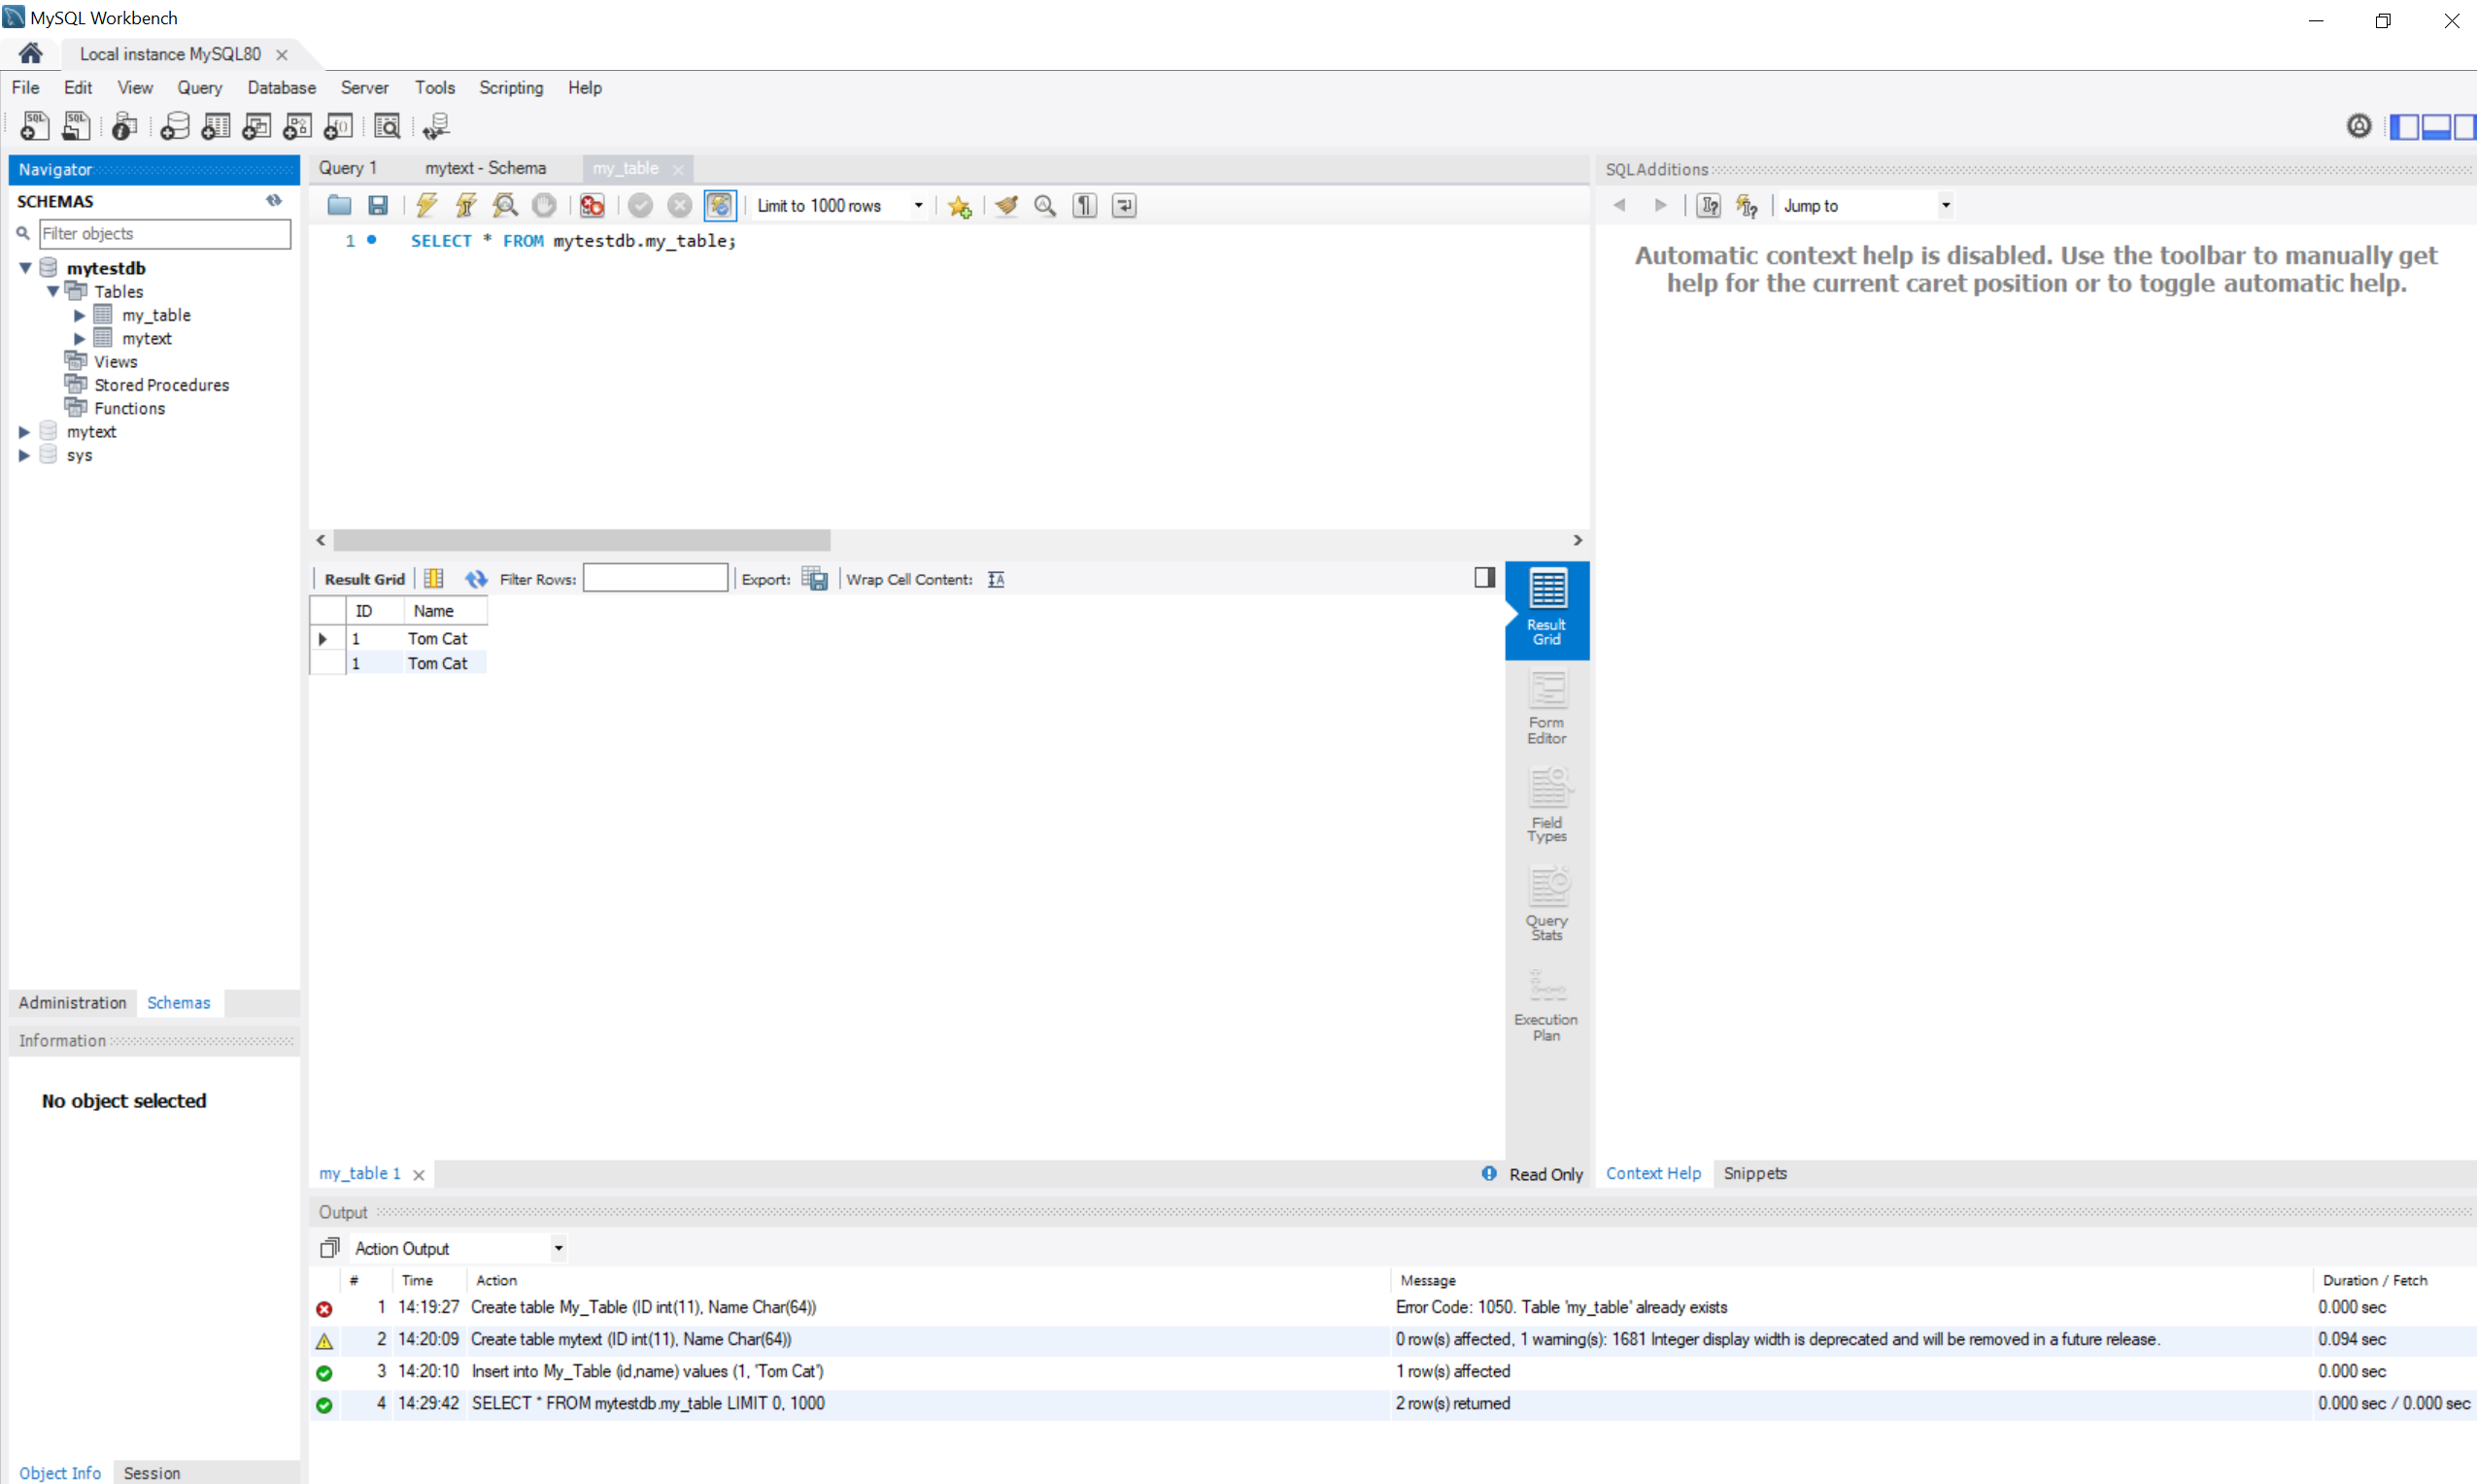 MySQL Workbench
Local instance MySQL80
File Edit View Query Database Server Tools Scripting Help
Navigator
SCHEMAS
Filter objects
mytestdb
Tables
my_table
mytext
Views
Stored Procedures
Functions
mytext
sys
Administration Schemas
Information
No object selected
Object Info Session
Query 1 mytext - Schema my_table
Limit to 1000 rows
1 SELECT * FROM mytestdb.my_table;
Result Grid Filter Rows: Export: Wrap Cell Content:
ID Name
1 Tom Cat
1 Tom Cat
Result
Grid
Form
Editor
Field
Types
Query
Stats
Execution
Plan
my_table 1 Read Only
SQLAdditions
Jump to
Automatic context help is disabled. Use the toolbar to manually get
help for the current caret position or to toggle automatic help.
Context Help Snippets
Output
Action Output
# Time Action Message Duration / Fetch
1 14:19:27 Create table My_Table (ID int(11), Name Char(64)) Error Code: 1050. Table 'my_table' already exists 0.000 sec
2 14:20:09 Create table mytext (ID int(11), Name Char(64)) 0 row(s) affected, 1 warning(s): 1681 Integer display width is deprecated and will be removed in a future release. 0.094 sec
3 14:20:10 Insert into My_Table (id,name) values (1, 'Tom Cat') 1 row(s) affected 0.000 sec
4 14:29:42 SELECT * FROM mytestdb.my_table LIMIT 0, 1000 2 row(s) returned 0.000 sec / 0.000 sec